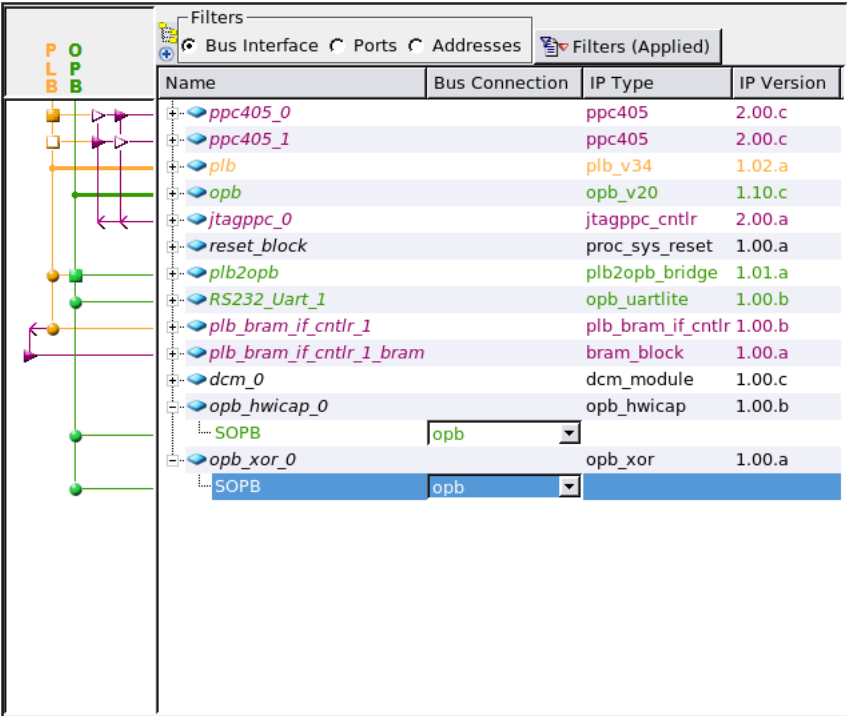 Filters
Bus Interface Ports Addresses Filters (Applied)
PLB OPB
Name Bus Connection IP Type IP Version
ppc405_0 ppc405 2.00.c
ppc405_1 ppc405 2.00.c
plb plb_v34 1.02.a
opb opb_v20 1.10.c
jtagppc_0 jtagppc_cntlr 2.00.a
reset_block proc_sys_reset 1.00.a
plb2opb plb2opb_bridge 1.01.a
RS232_Uart_1 opb_uartlite 1.00.b
plb_bram_if_cntlr_1 plb_bram_if_cntlr 1.00.b
plb_bram_if_cntlr_1_bram bram_block 1.00.a
dcm_0 dcm_module 1.00.c
opb_hwicap_0 opb_hwicap 1.00.b
SOPB opb
opb_xor_0 opb_xor 1.00.a
SOPB opb